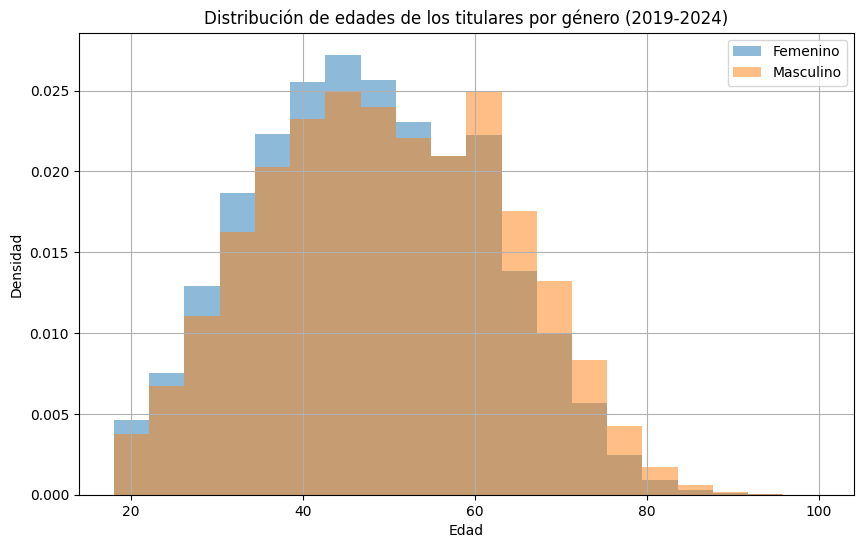 Distribución de edades de los titulares por género (2019-2024)
Femenino
Masculino
Densidad
0.025
0.020
0.015
0.010
0.005
0.000
20 40 60 80 100
Edad